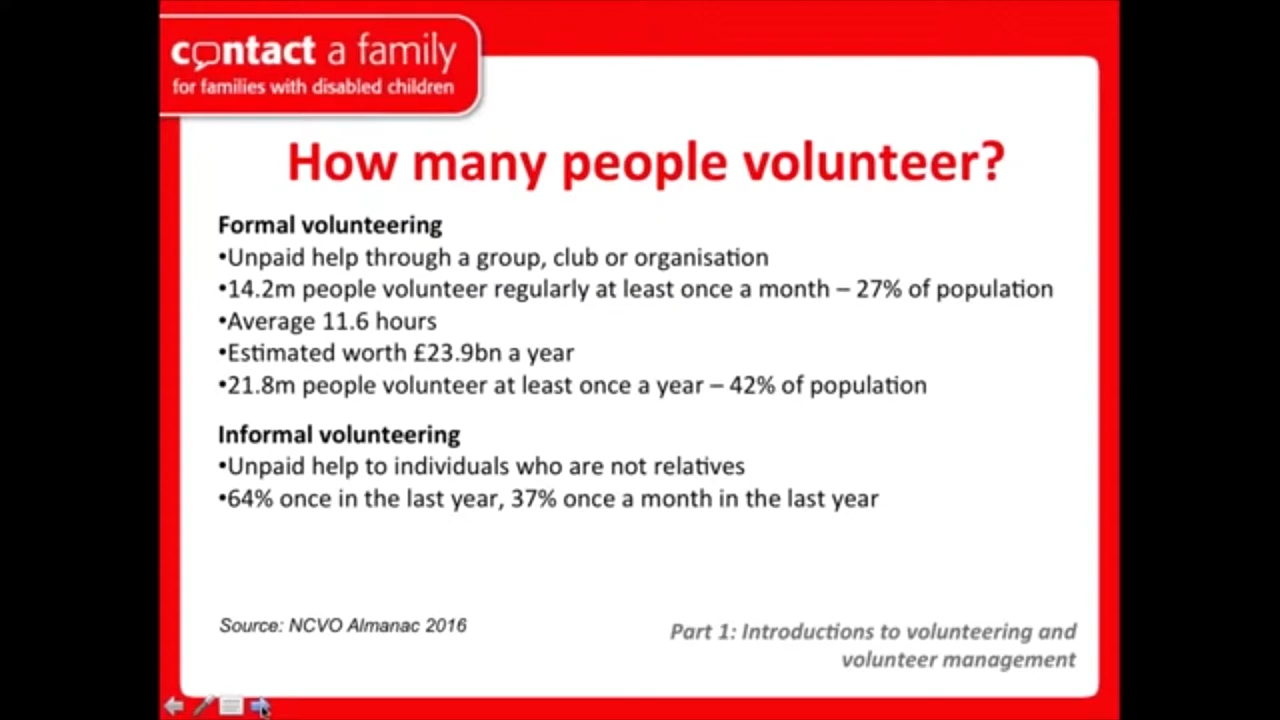 contact a family
for families with disabled children
How many people volunteer?
Formal volunteering
•Unpaid help through a group, club or organisation
•14.2m people volunteer regularly at least once a month – 27% of population
•Average 11.6 hours
•Estimated worth £23.9bn a year
•21.8m people volunteer at least once a year – 42% of population
Informal volunteering
•Unpaid help to individuals who are not relatives
•64% once in the last year, 37% once a month in the last year
Source: NCVO Almanac 2016
Part 1: Introductions to volunteering and
volunteer management